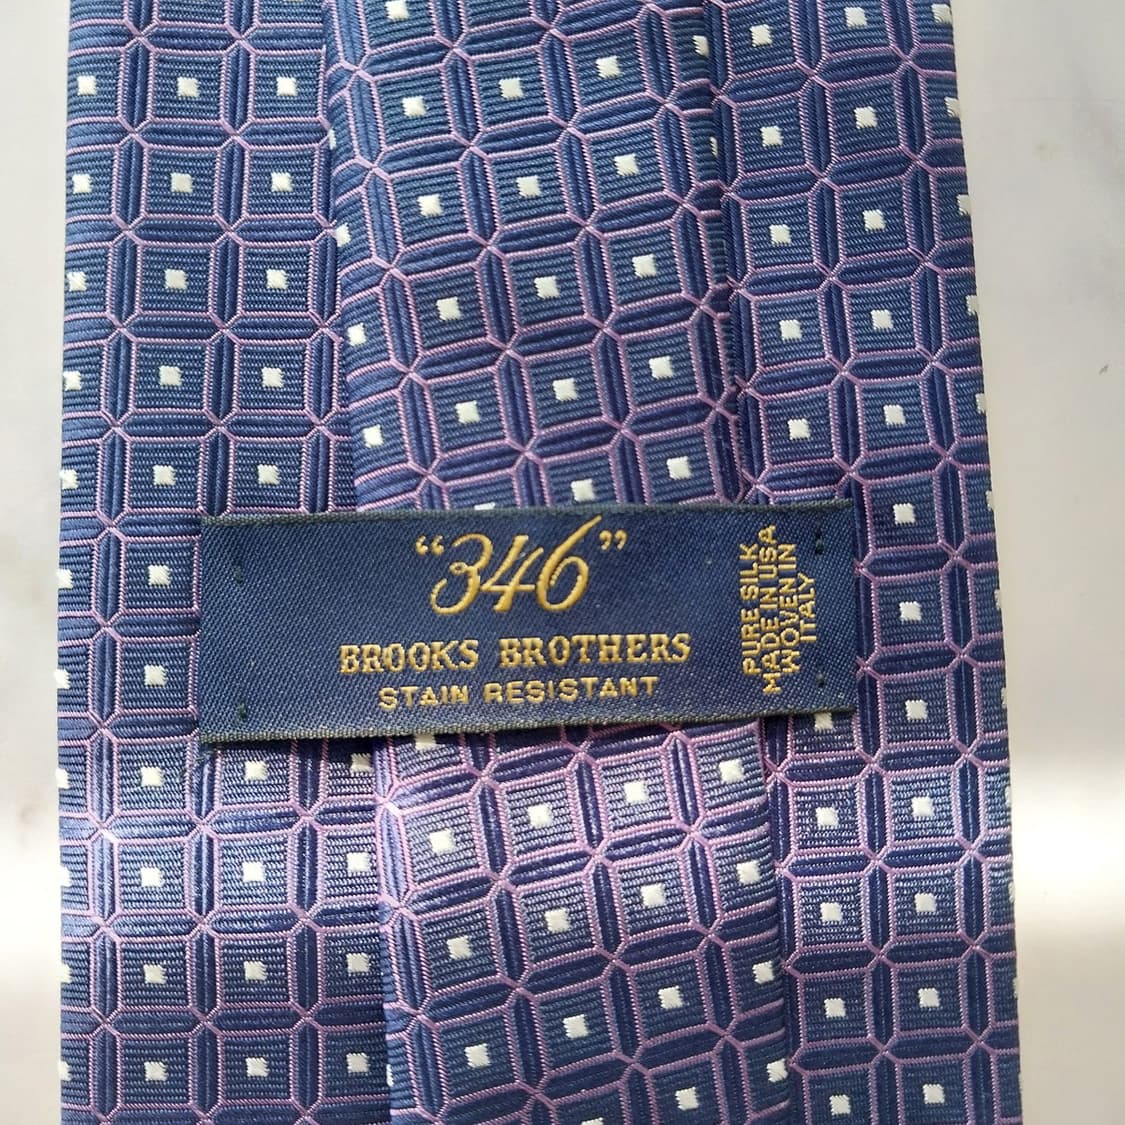 “346”
BROOKS BROTHERS
STAIN RESISTANT
PURE SILK
MADE IN USA
WOVEN IN
ITALY